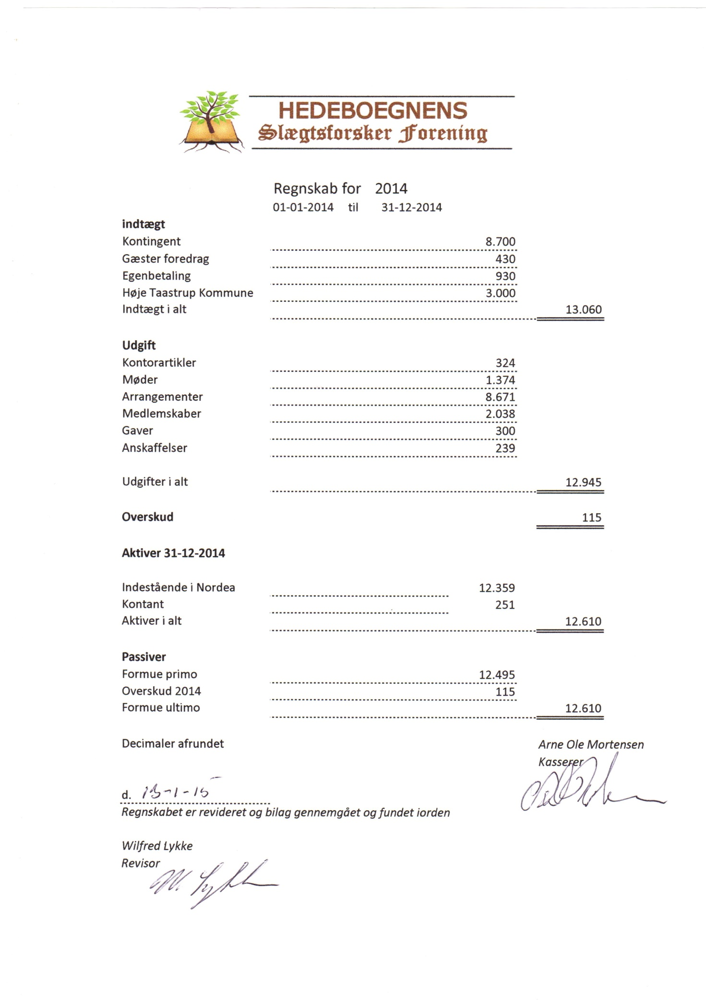 HEDEBOEGNENS
Slægtsforsker Forening
Regnskab for 2014
01-01-2014 til 31-12-2014
indtægt
Kontingent 8.700
Gæster foredrag 430
Egenbetaling 930
Høje Taastrup Kommune 3.000
Indtægt i alt 13.060
Udgift
Kontorartikler 324
Møder 1.374
Arrangementer 8.671
Medlemskaber 2.038
Gaver 300
Anskaffelser 239
Udgifter i alt 12.945
Overskud 115
Aktiver 31-12-2014
Indestående i Nordea 12.359
Kontant 251
Aktiver i alt 12.610
Passiver
Formue primo 12.495
Overskud 2014 115
Formue ultimo 12.610
Decimaler afrundet Arne Ole Mortensen
Kasserer
d. 13-1-15
Regnskabet er revideret og bilag gennemgået og fundet iorden
Wilfred Lykke
Revisor
W. Lykke